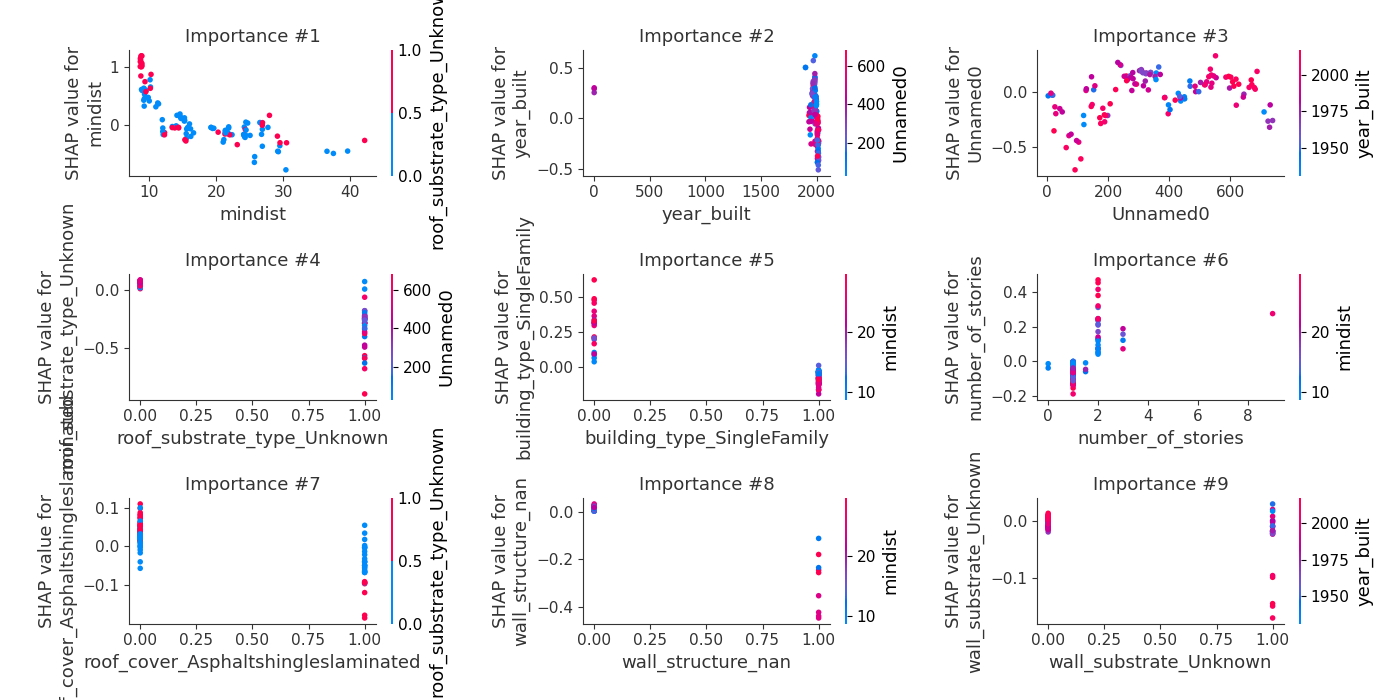 Importance #1
SHAP value for
mindist
1
0
10
20
30
40
mindist
1.0
0.5
0.0
roof_substrate_type_Unknow
Importance #2
SHAP value for
year_built
0.5
0.0
−0.5
0
500
1000
1500
2000
year_built
600
400
200
Unnamed0
Importance #3
SHAP value for
Unnamed0
0.0
−0.5
0
200
400
600
Unnamed0
2000
1975
1950
year_built
Importance #4
SHAP value for
roof_substrate_type_Unknown
0.0
−0.5
0.00
0.25
0.50
0.75
1.00
roof_substrate_type_Unknown
600
400
200
Unnamed0
Importance #5
SHAP value for
building_type_SingleFamily
0.50
0.25
0.00
0.00
0.25
0.50
0.75
1.00
building_type_SingleFamily
20
10
mindist
Importance #6
SHAP value for
number_of_stories
0.4
0.2
0.0
−0.2
0
2
4
6
8
number_of_stories
20
10
mindist
Importance #7
SHAP value for
f_cover_Asphaltshingleslaminated
0.1
0.0
−0.1
0.00
0.25
0.50
0.75
1.00
roof_cover_Asphaltshingleslaminated
1.0
0.5
0.0
roof_substrate_type_Unknown
Importance #8
SHAP value for
wall_structure_nan
0.0
−0.2
−0.4
0.00
0.25
0.50
0.75
1.00
wall_structure_nan
20
10
mindist
Importance #9
SHAP value for
wall_substrate_Unknown
0.0
−0.1
0.00
0.25
0.50
0.75
1.00
wall_substrate_Unknown
2000
1975
1950
year_built